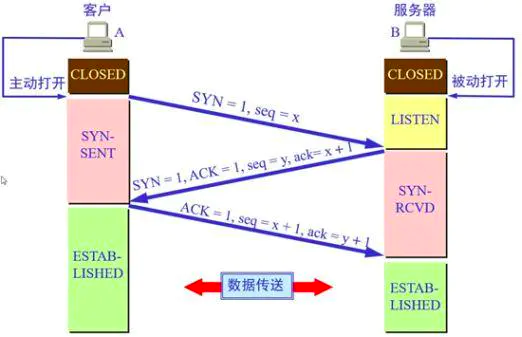 客户
服务器
A
B
主动打开
CLOSED
CLOSED
被动打开
SYN = 1, seq = x
LISTEN
SYN-
SENT
SYN = 1, ACK = 1, seq = y, ack= x + 1
SYN-
RCVD
ACK = 1, seq = x + 1, ack = y + 1
ESTAB-
LISHED
数据传送
ESTAB-
LISHED